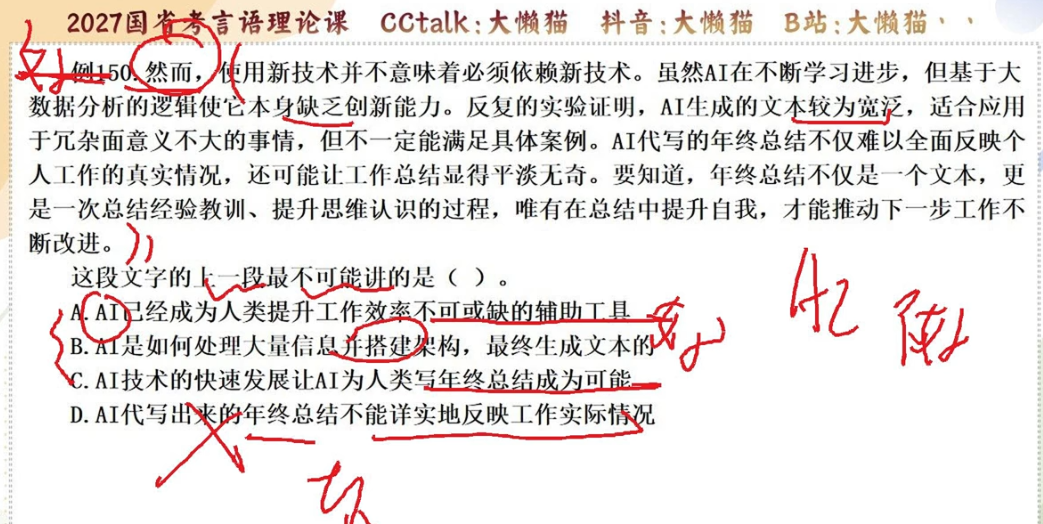 2027国省考言语理论课 CCtalk:大懒猫 抖音:大懒猫 B站:大懒猫
例150.然而，使用新技术并不意味着必须依赖新技术。虽然AI在不断学习进步，但基于大
数据分析的逻辑使它本身缺乏创新能力。反复的实验证明，AI生成的文本较为宽泛，适合应用
于冗杂面意义不大的事情，但不一定能满足具体案例。AI代写的年终总结不仅难以全面反映个
人工作的真实情况，还可能让工作总结显得平淡无奇。要知道，年终总结不仅是一个文本，更
是一次总结经验教训、提升思维认识的过程，唯有在总结中提升自我，才能推动下一步工作不
断改进。
这段文字的上一段最不可能讲的是（ ）。
A.AI已经成为人类提升工作效率不可或缺的辅助工具
B.AI是如何处理大量信息并搭建架构，最终生成文本的
C.AI技术的快速发展让AI为人类写年终总结成为可能
D.AI代写出来的年终总结不能详实地反映工作实际情况